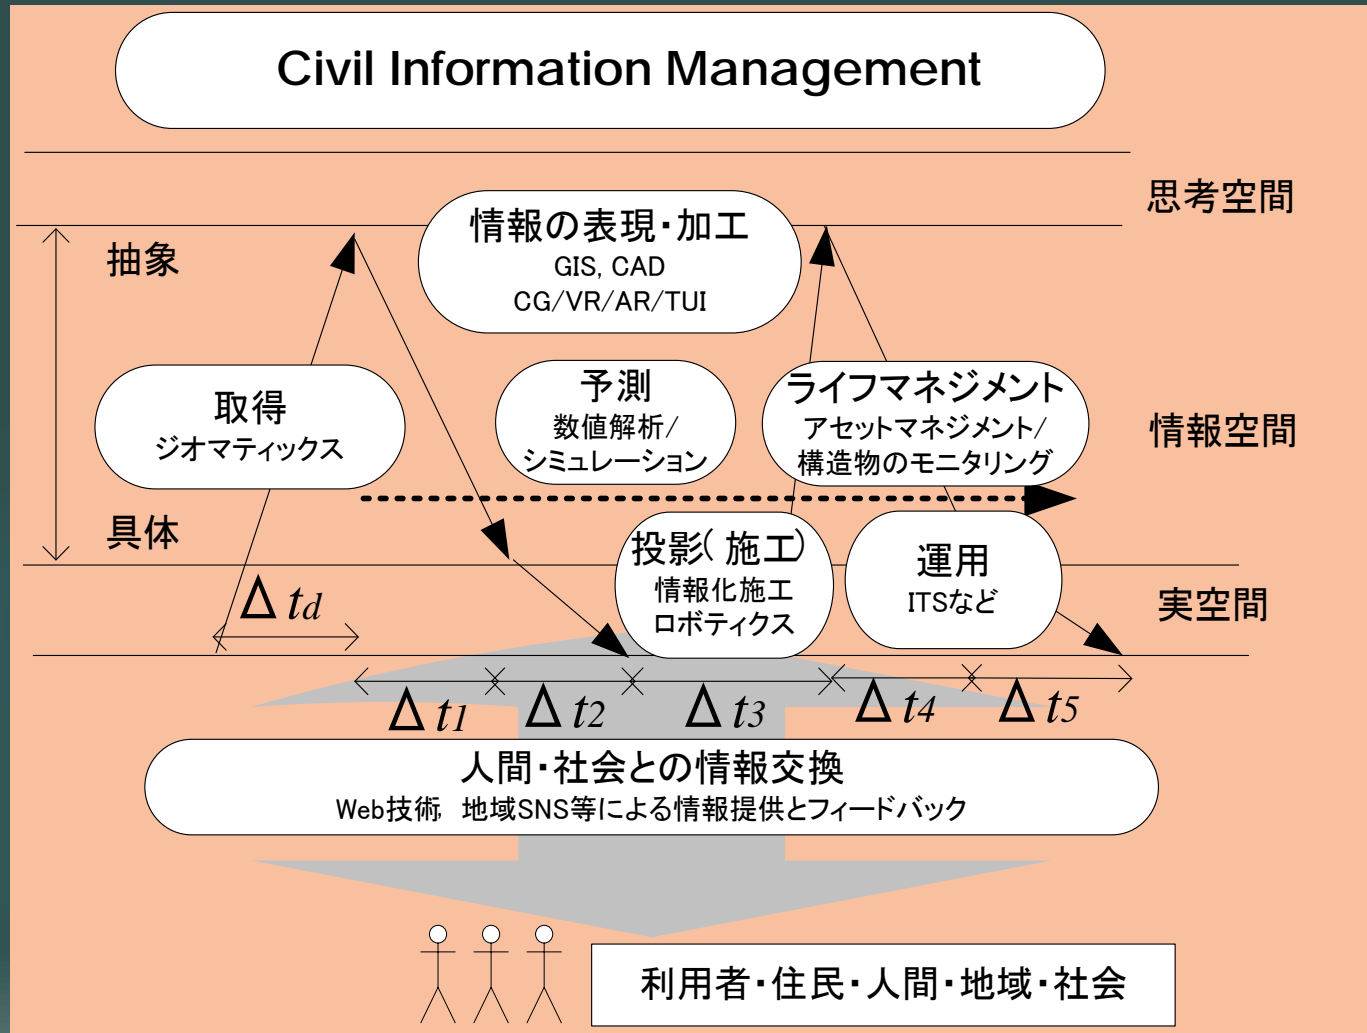 Civil Information Management
思考空間
情報の表現・加工
GIS, CAD
CG/VR/AR/TUI
抽象
取得
ジオマティックス
予測
数値解析/
シミュレーション
ライフマネジメント
アセットマネジメント/
構造物のモニタリング
情報空間
具体
投影(施工)
情報化施工
ロボティクス
運用
ITSなど
実空間
Δtd
Δt1
Δt2
Δt3
Δt4
Δt5
人間・社会との情報交換
Web技術, 地域SNS等による情報提供とフィードバック
利用者・住民・人間・地域・社会